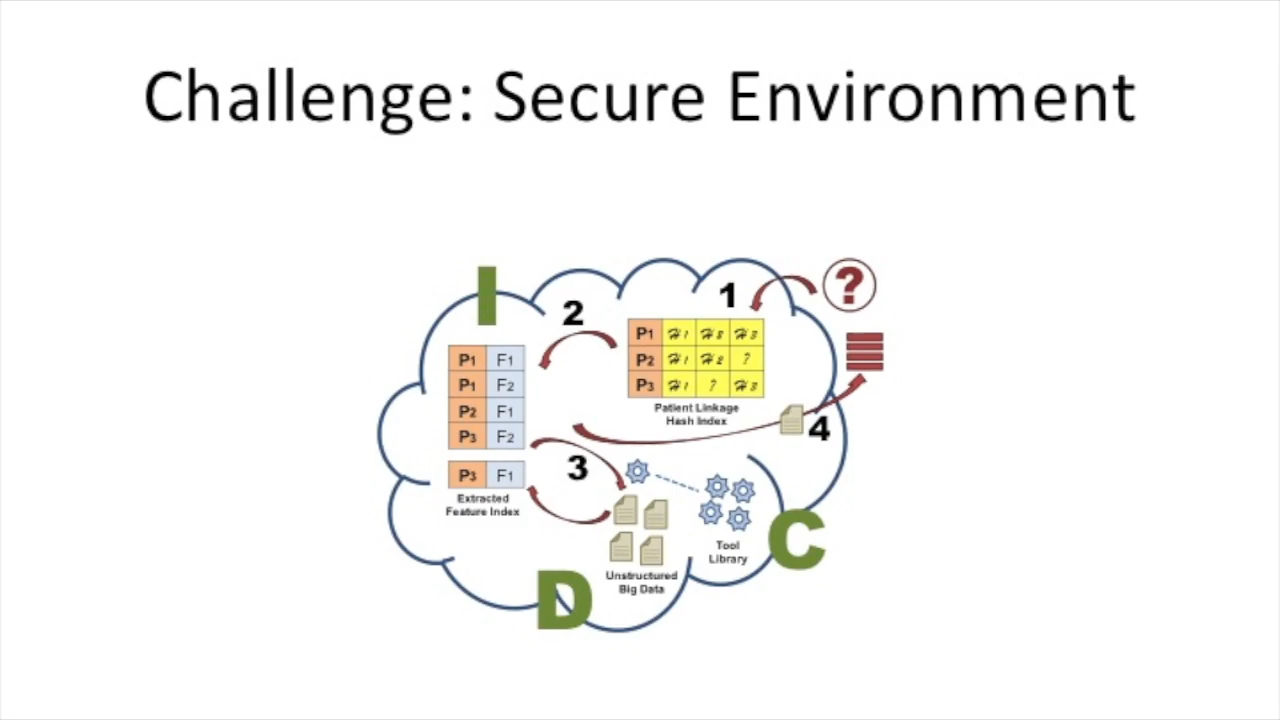 Challenge: Secure Environment
I
2
1
?
P1 H1 H2 H3
P2 H1 H2 ?
P3 H1 ? H3
Patient Linkage
Hash Index
P1 F1
P1 F2
P2 F1
P3 F2
P3 F1
Extracted
Feature Index
3
4
Tool
Library
C
Unstructured
Big Data
D